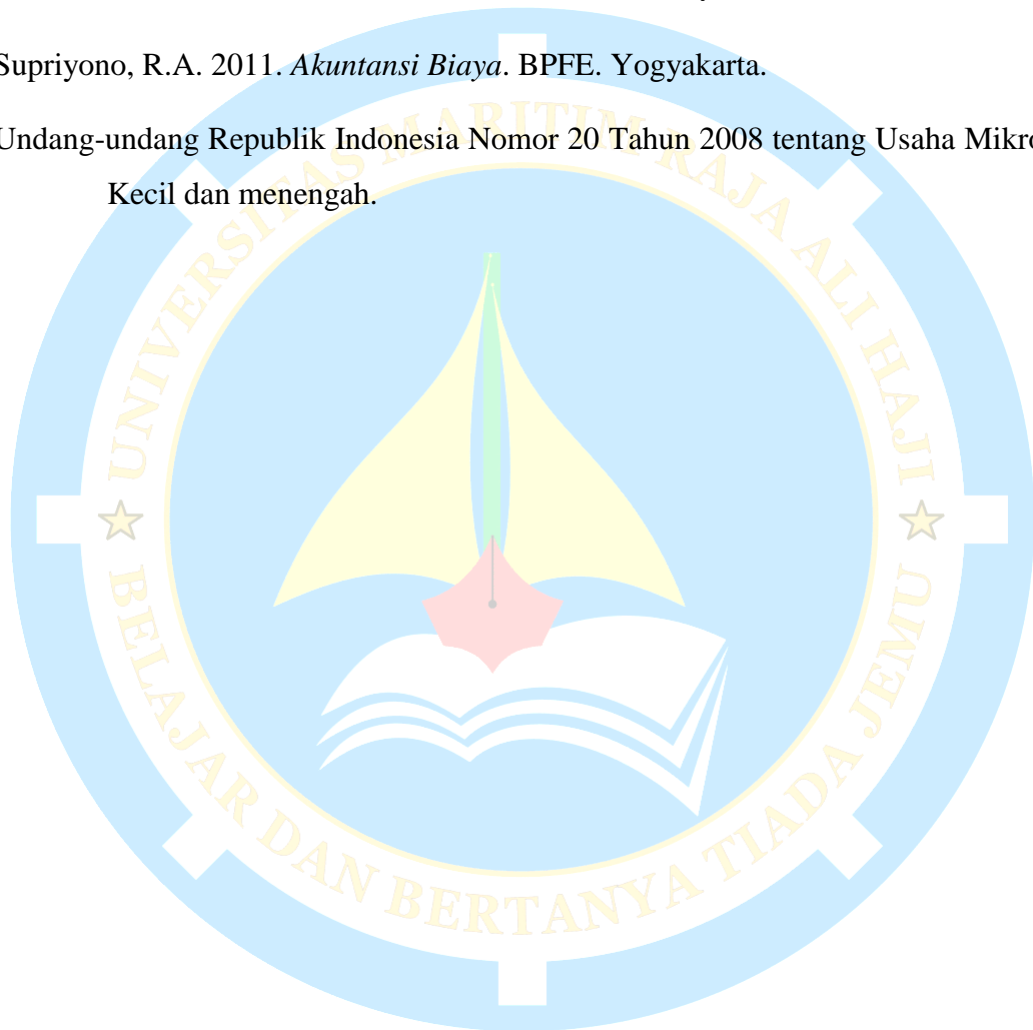 Supriyono, R.A. 2011. Akuntansi Biaya. BPFE. Yogyakarta.
Undang-undang Republik Indonesia Nomor 20 Tahun 2008 tentang Usaha Mikro
Kecil dan menengah.
UNIVERSITAS MARITIM RAJA ALI HAJI
BELAJAR DAN BERTANYA TIADA JEMU